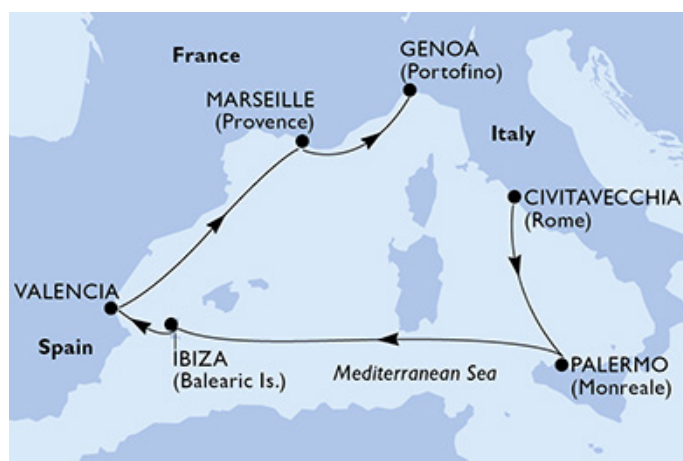 France
GENOA
(Portofino)
MARSEILLE
(Provence)
Italy
CIVITAVECCHIA
(Rome)
VALENCIA
Spain
IBIZA
(Balearic Is.)
Mediterranean Sea
PALERMO
(Monreale)